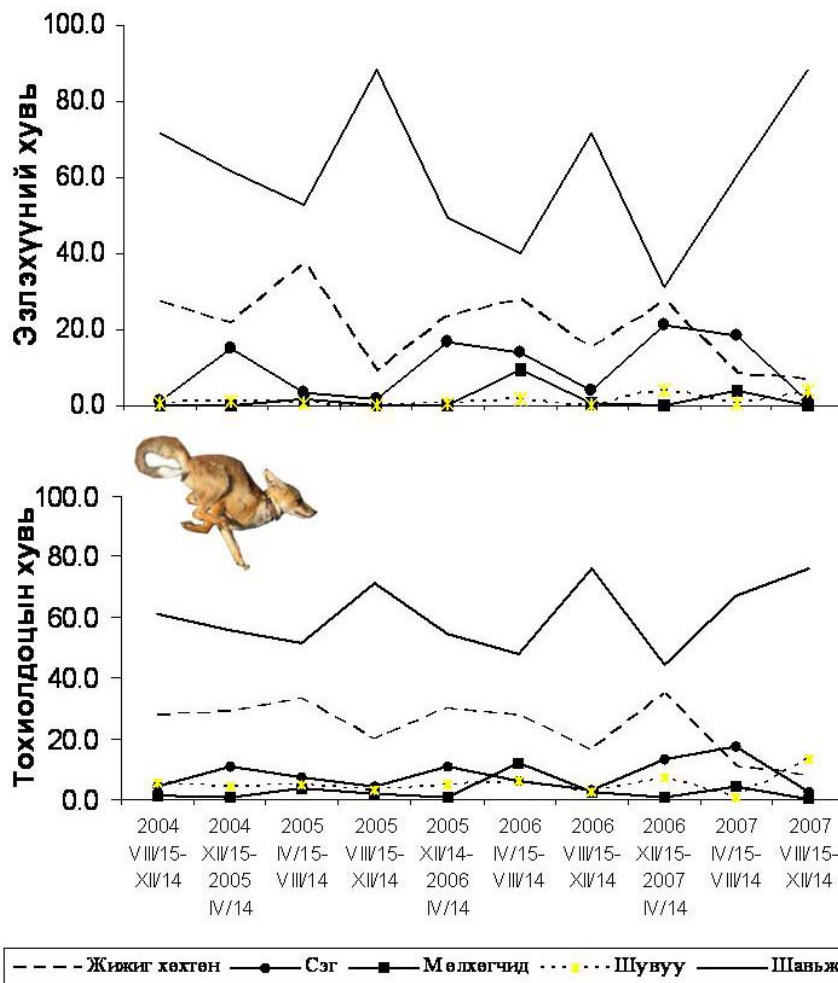 Эзлэхүүний хувь
100.0
80.0
60.0
40.0
20.0
0.0
Тохиолдоцын хувь
100.0
80.0
60.0
40.0
20.0
0.0
2004 2004 2005 2005 2005 2006 2006 2006 2007 2007
VIII/15- XII/15- IV/15- VIII/15- XII/14- IV/15- VIII/15- XII/15- IV/15- VIII/15-
XII/14 2005 VIII/14 XII/14 2006 VIII/14 XII/14 2007 VIII/14 XII/14
IV/14 IV/14 IV/14
Жижиг хөхтөн Сэг Мөлхөгчид Шувуу Шавьж